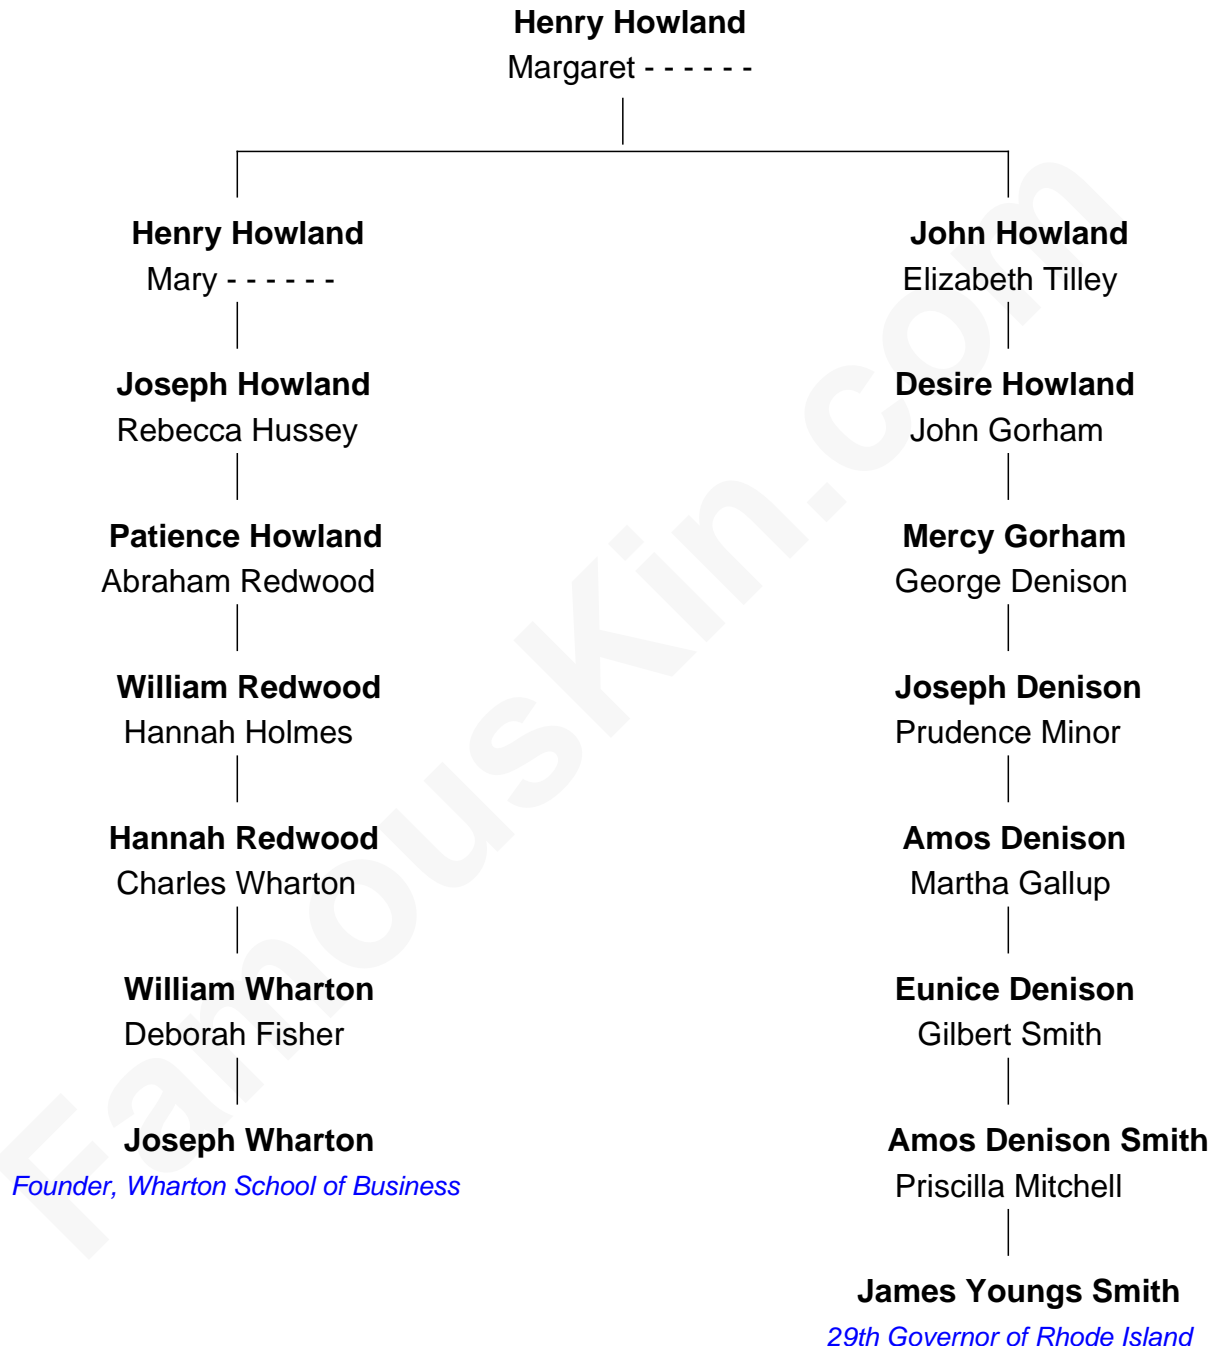 Henry Howland
Margaret - - - - - -
Henry Howland
Mary - - - - - -
Joseph Howland
Rebecca Hussey
Patience Howland
Abraham Redwood
William Redwood
Hannah Holmes
Hannah Redwood
Charles Wharton
William Wharton
Deborah Fisher
Joseph Wharton
Founder, Wharton School of Business
John Howland
Elizabeth Tilley
Desire Howland
John Gorham
Mercy Gorham
George Denison
Joseph Denison
Prudence Minor
Amos Denison
Martha Gallup
Eunice Denison
Gilbert Smith
Amos Denison Smith
Priscilla Mitchell
James Youngs Smith
29th Governor of Rhode Island
FamousKin.com